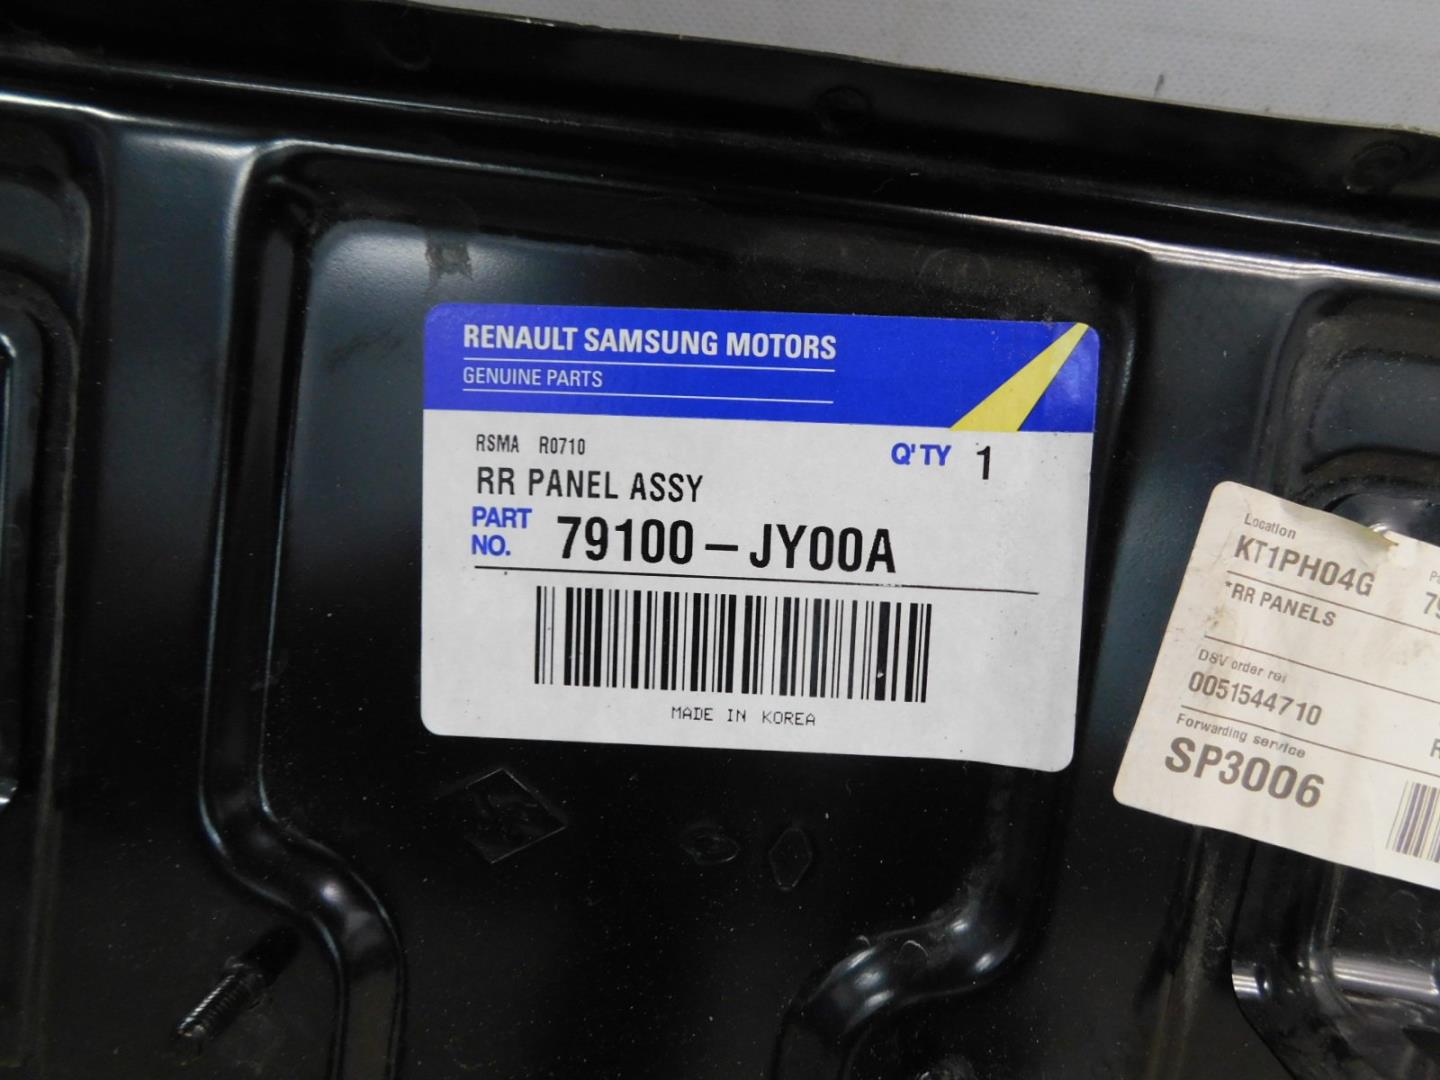 RENAULT SAMSUNG MOTORS
GENUINE PARTS
RSMA R0710
Q'TY 1
RR PANEL ASSY
PART NO. 79100-JY00A
MADE IN KOREA
Location
KT1PH04G
*RR PANELS
79
DSV order ref
0051544710
Forwarding service
SP3006